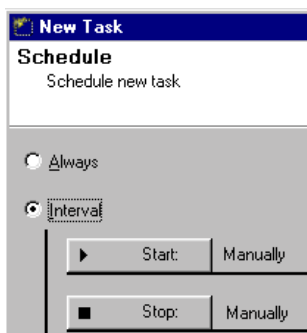 New Task
Schedule
Schedule new task
Always
Interval
Start: Manually
Stop: Manually